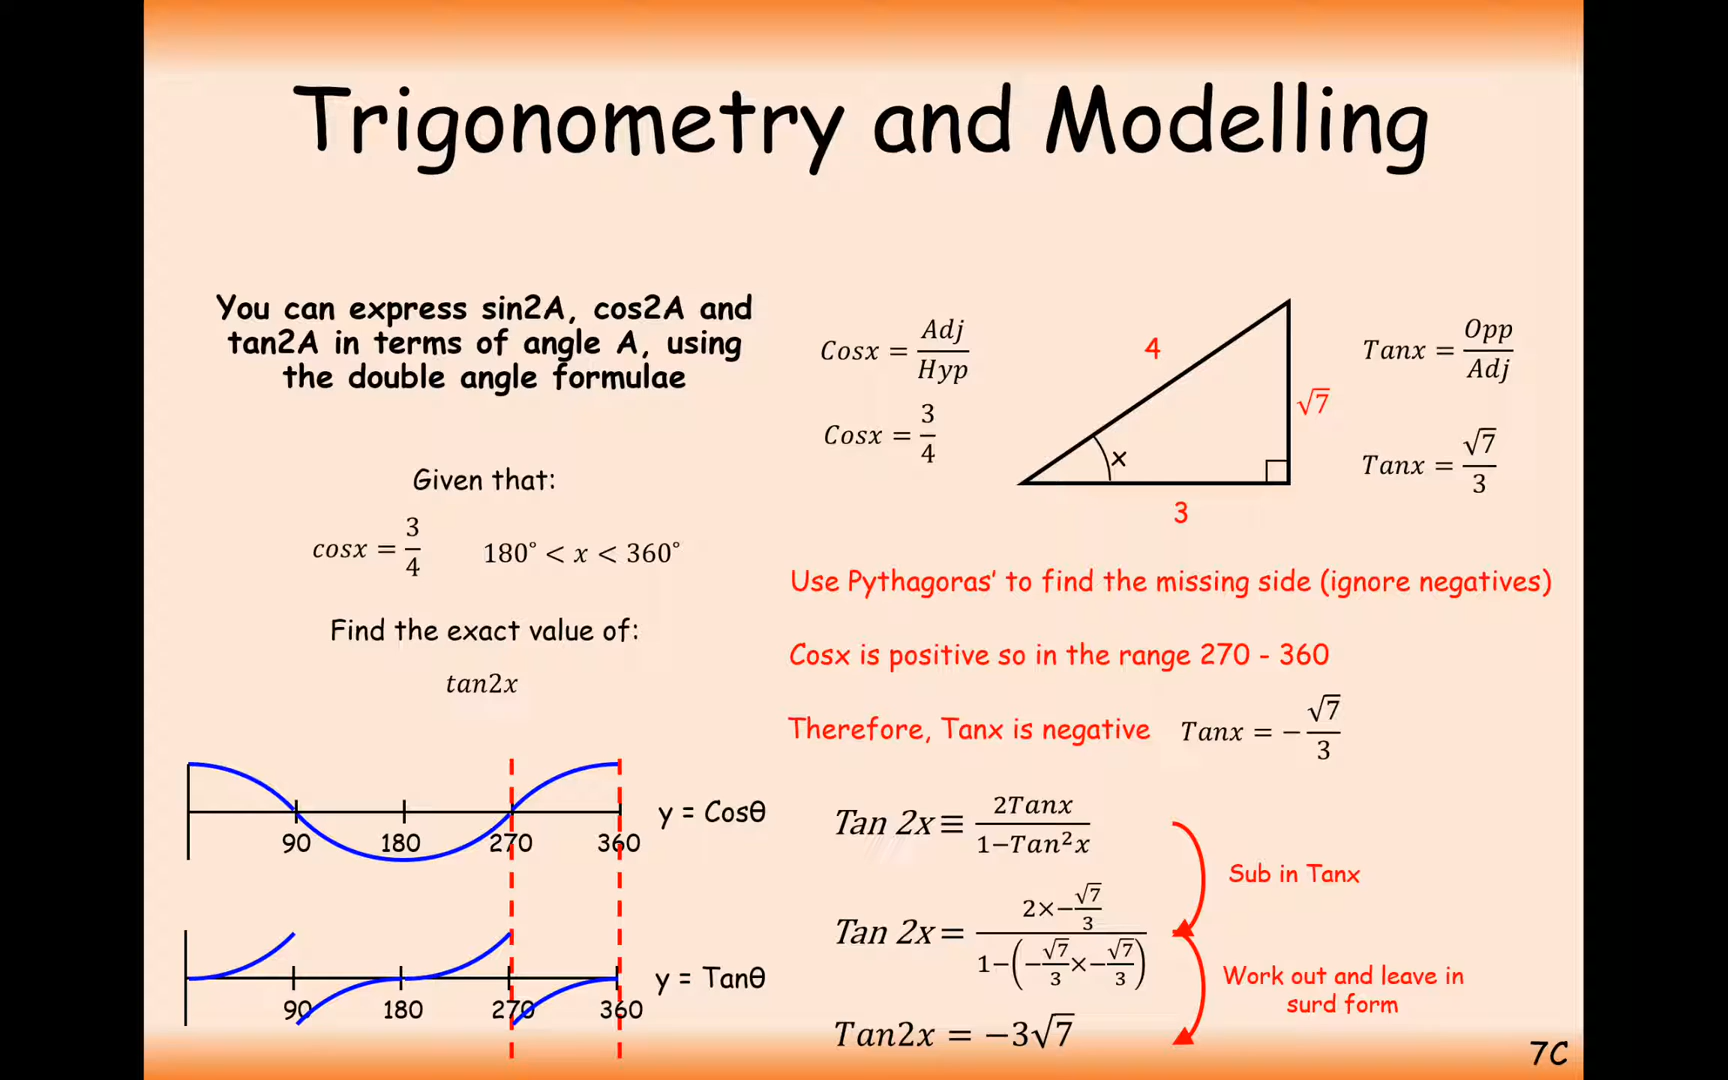 Trigonometry and Modelling
You can express sin2A, cos2A and
tan2A in terms of angle A, using
the double angle formulae
Given that:
cosx = 3/4    180° < x < 360°
Find the exact value of:
tan2x
90 180 270 360
y = Cosθ
90 180 270 360
y = Tanθ
Cosx = Adj/Hyp
Cosx = 3/4
4
√7
x
3
Tanx = Opp/Adj
Tanx = √7/3
Use Pythagoras' to find the missing side (ignore negatives)
Cosx is positive so in the range 270 - 360
Therefore, Tanx is negative Tanx = −√7/3
Tan 2x ≡ 2Tanx/1−Tan²x
Sub in Tanx
Tan 2x = 2×−√7/3 / 1−(−√7/3×−√7/3)
Work out and leave in
surd form
Tan2x = −3√7
7C